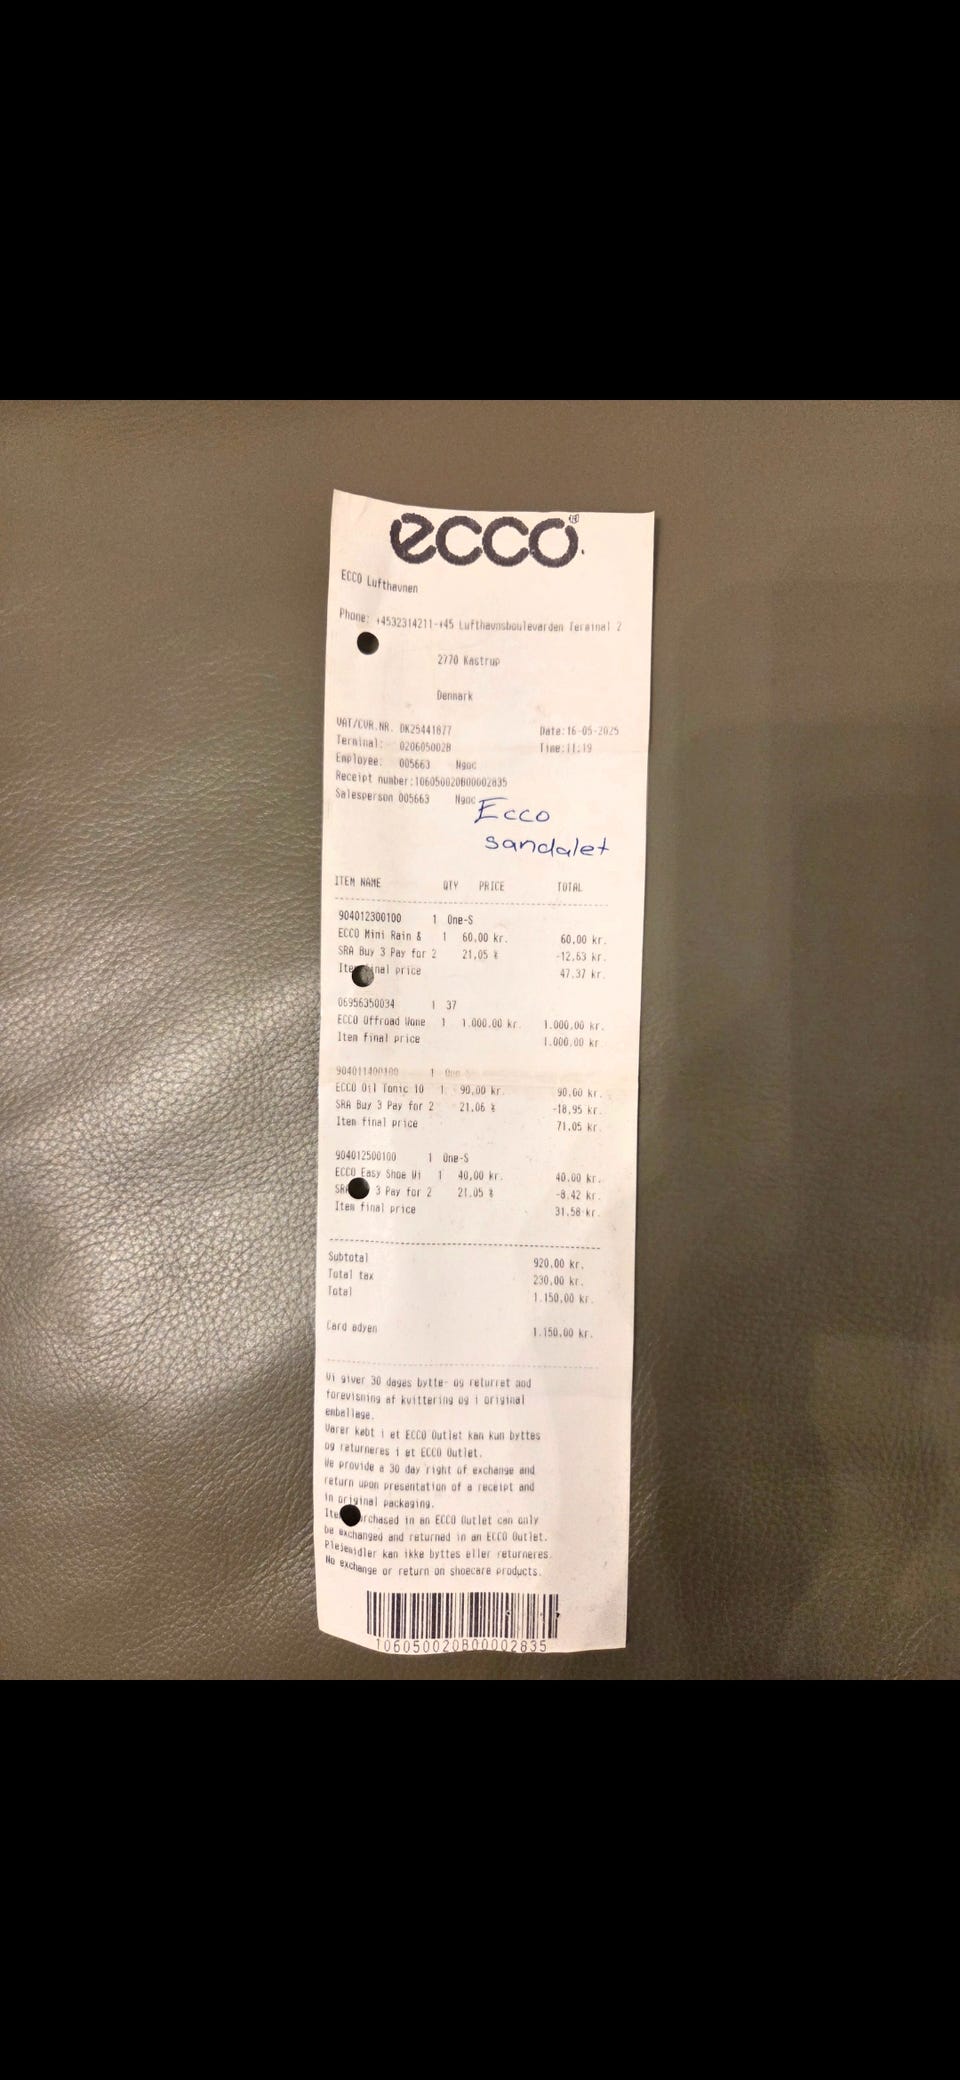 ecco®
ECCO Lufthavnen
Phone: +4532314211-+45 Lufthavnsboulevarden Terminal 2
2770 Kastrup
Denmark
VAT/CVR.NR. DK25441877 Date:16-05-2025
Terminal: 020605002B Time:11:19
Employee: 005663 Ngoc
Receipt number:106050020B00002835
Salesperson 005663 Ngoc
Ecco
sandalet
ITEM NAME QTY PRICE TOTAL
904012300100 1 One-S
ECCO Mini Rain & 1 60,00 kr. 60,00 kr.
SRA Buy 3 Pay for 2 21,05 % -12,63 kr.
final price 47,37 kr.
06956350034 1 37
ECCO Offroad Wome 1 1.000,00 kr. 1.000,00 kr.
Item final price 1.000,00 kr.
904011400100 1 One-S
ECCO Oil Tonic 10 1 90,00 kr. 90,00 kr.
SRA Buy 3 Pay for 2 21,06 % -18,95 kr.
Item final price 71,05 kr.
904012500100 1 One-S
ECCO Easy Shoe Wi 1 40,00 kr. 40,00 kr.
3 Pay for 2 21,05 % -8,42 kr.
Item final price 31,58 kr.
Subtotal 920,00 kr.
Total tax 230,00 kr.
Total 1.150,00 kr.
Card adyen 1.150,00 kr.
Vi giver 30 dages bytte- og returret mod
forevisning af kvittering og i original
emballage.
Varer købt i et ECCO Outlet kan kun byttes
og returneres i et ECCO Outlet.
We provide a 30 day right of exchange and
return upon presentation of a receipt and
in original packaging.
purchased in an ECCO Outlet can only
be exchanged and returned in an ECCO Outlet.
Plejemidler kan ikke byttes eller returneres.
No exchange or return on shoecare products.
106050020B00002835